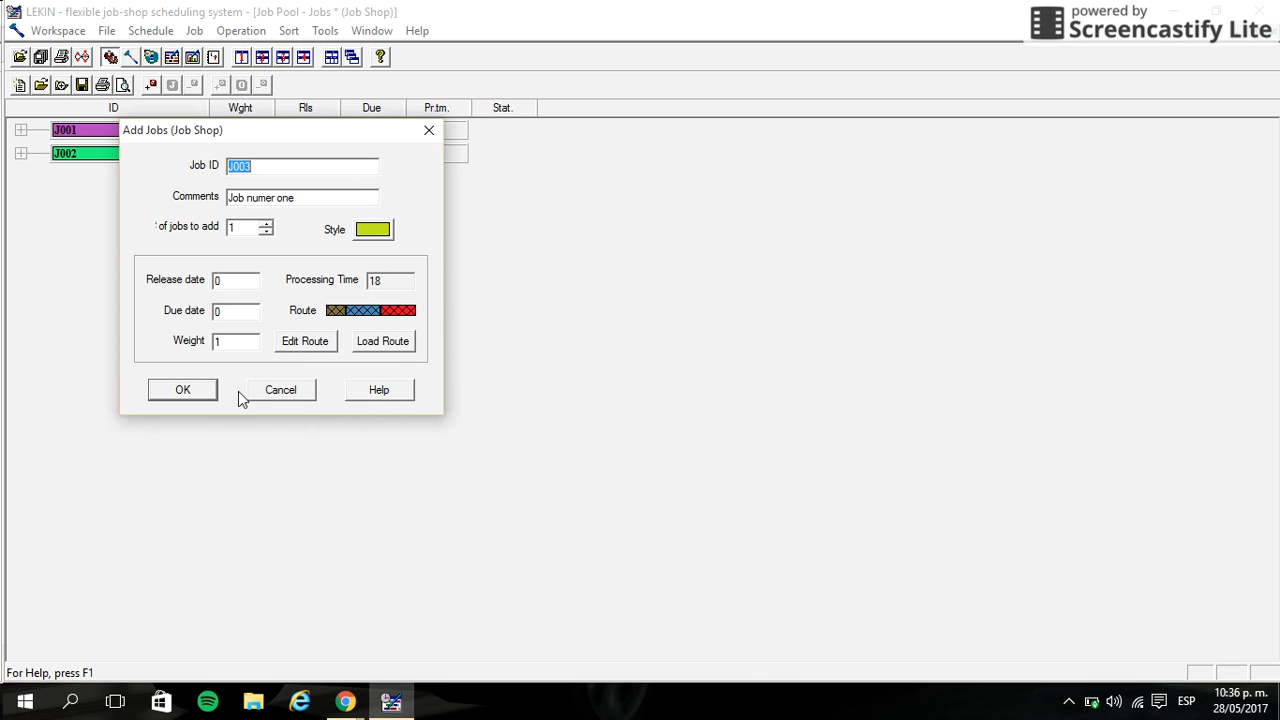 LEKIN - flexible job-shop scheduling system - [Job Pool - Jobs * (Job Shop)]
powered by
Screencastify Lite
Workspace File Schedule Job Operation Sort Tools Window Help
ID Wght Rls Due Pr.tm. Stat.
J001
J002
Add Jobs (Job Shop)
Job ID J003
Comments Job numer one
of jobs to add 1 Style
Release date 0 Processing Time 18
Due date 0 Route
Weight 1 Edit Route Load Route
OK Cancel Help
For Help, press F1
ESP
10:36 p. m.
28/05/2017